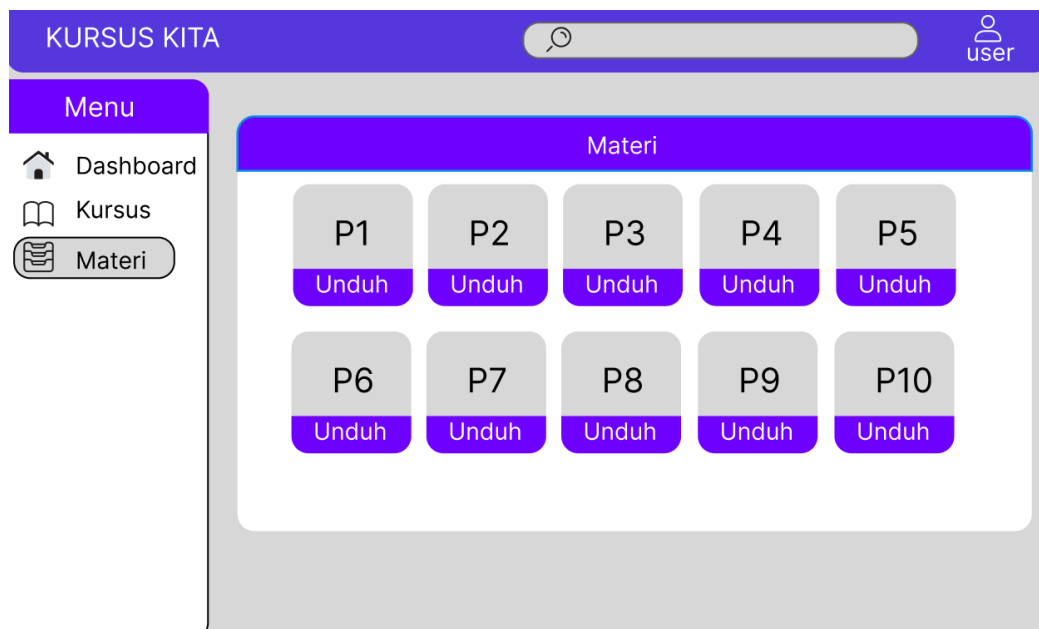 KURSUS KITA
user
Menu
Dashboard
Kursus
Materi
Materi
P1 P2 P3 P4 P5
Unduh Unduh Unduh Unduh Unduh
P6 P7 P8 P9 P10
Unduh Unduh Unduh Unduh Unduh